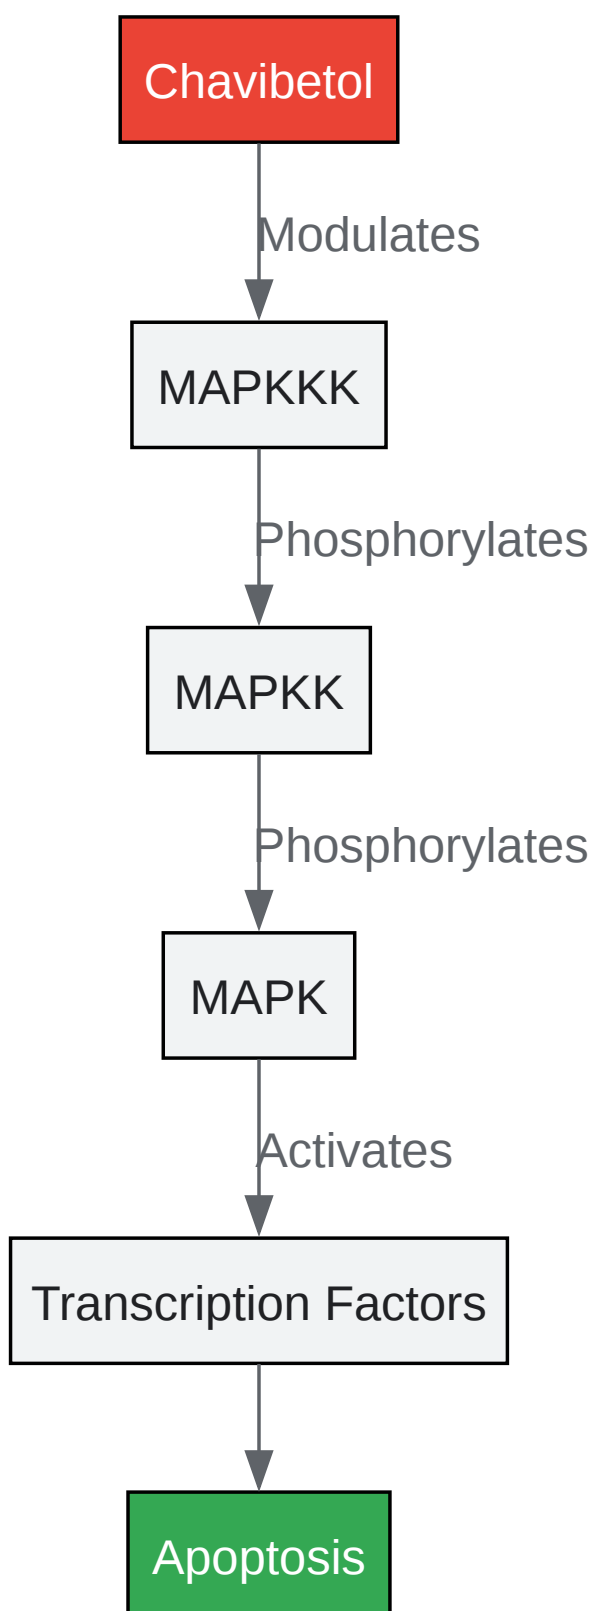 Chavibetol
Modulates
MAPKKK
Phosphorylates
MAPKK
Phosphorylates
MAPK
Activates
Transcription Factors
Apoptosis